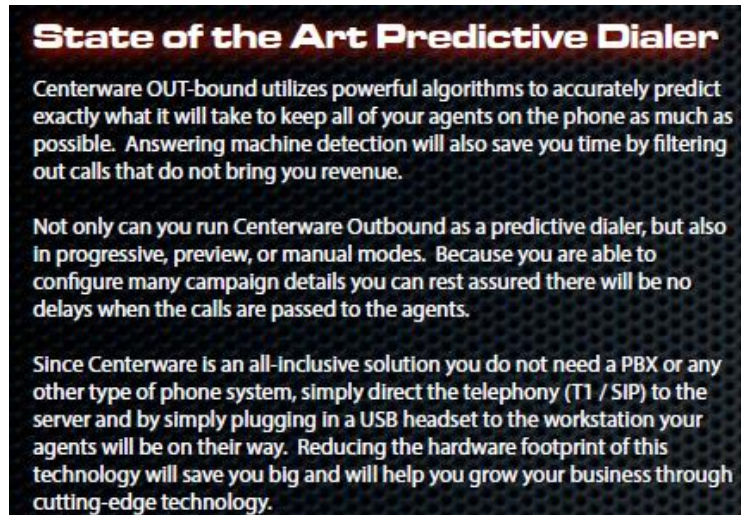 State of the Art Predictive Dialer
Centerware OUT-bound utilizes powerful algorithms to accurately predict
exactly what it will take to keep all of your agents on the phone as much as
possible.  Answering machine detection will also save you time by filtering
out calls that do not bring you revenue.
Not only can you run Centerware Outbound as a predictive dialer, but also
in progressive, preview, or manual modes.  Because you are able to
configure many campaign details you can rest assured there will be no
delays when the calls are passed to the agents.
Since Centerware is an all-inclusive solution you do not need a PBX or any
other type of phone system, simply direct the telephony (T1 / SIP) to the
server and by simply plugging in a USB headset to the workstation your
agents will be on their way.  Reducing the hardware footprint of this
technology will save you big and will help you grow your business through
cutting-edge technology.